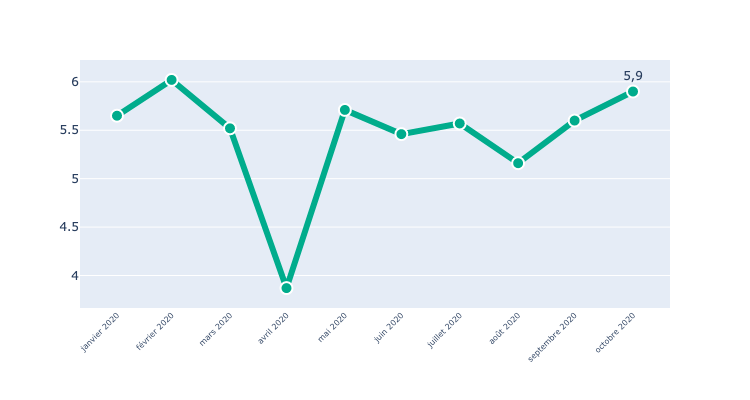 5,9
6
5.5
5
4.5
4
janvier 2020
février 2020
mars 2020
avril 2020
mai 2020
juin 2020
juillet 2020
août 2020
septembre 2020
octobre 2020